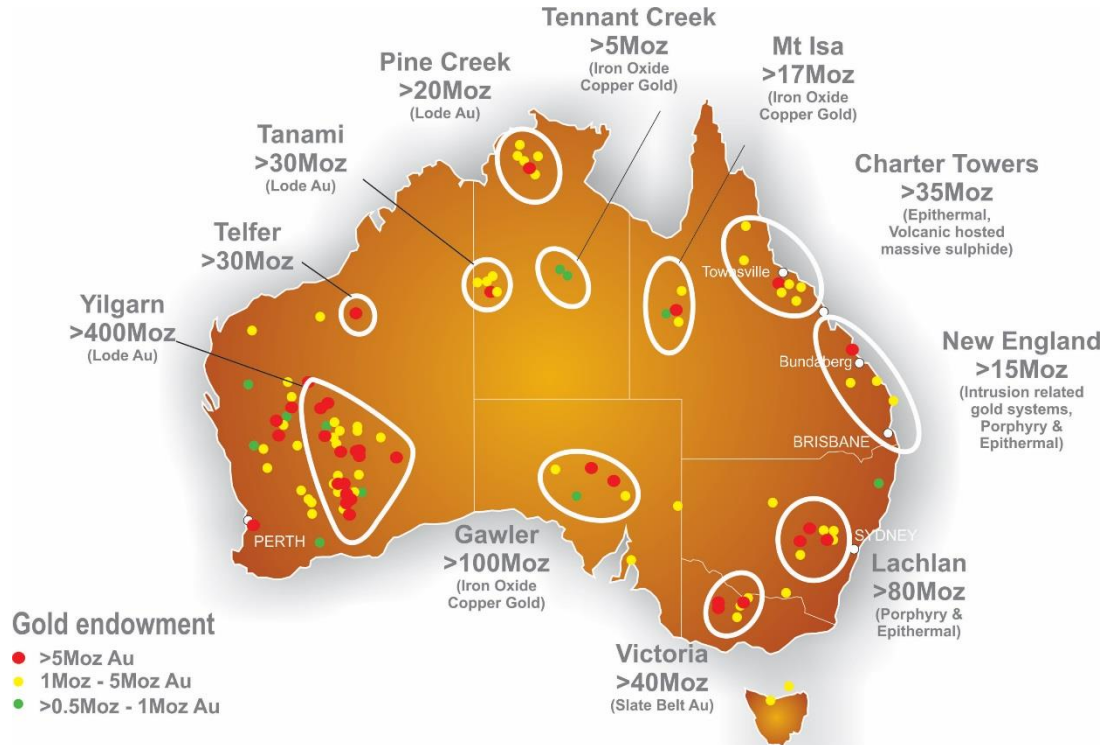 Tennant Creek
>5Moz
(Iron Oxide
Copper Gold)
Mt Isa
>17Moz
(Iron Oxide
Copper Gold)
Pine Creek
>20Moz
(Lode Au)
Tanami
>30Moz
(Lode Au)
Charter Towers
>35Moz
(Epithermal,
Volcanic hosted
massive sulphide)
Telfer
>30Moz
Townsville
Yilgarn
>400Moz
(Lode Au)
New England
>15Moz
(Intrusion related
gold systems,
Porphyry &
Epithermal)
Bundaberg
BRISBANE
PERTH
SYDNEY
Gawler
>100Moz
(Iron Oxide
Copper Gold)
Lachlan
>80Moz
(Porphyry &
Epithermal)
Victoria
>40Moz
(Slate Belt Au)
Gold endowment
>5Moz Au
1Moz - 5Moz Au
>0.5Moz - 1Moz Au